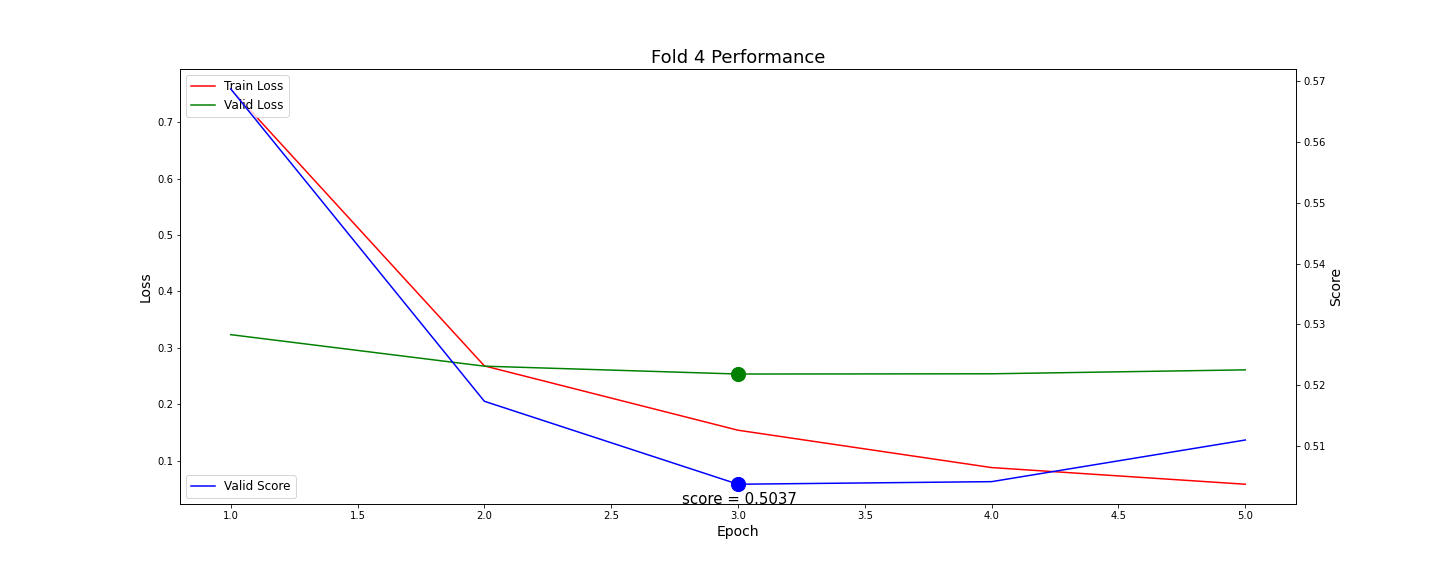 Fold 4 Performance
Train Loss
Valid Loss
Valid Score
score = 0.5037
Loss
0.7
0.6
0.5
0.4
0.3
0.2
0.1
Score
0.57
0.56
0.55
0.54
0.53
0.52
0.51
1.0 1.5 2.0 2.5 3.0 3.5 4.0 4.5 5.0
Epoch